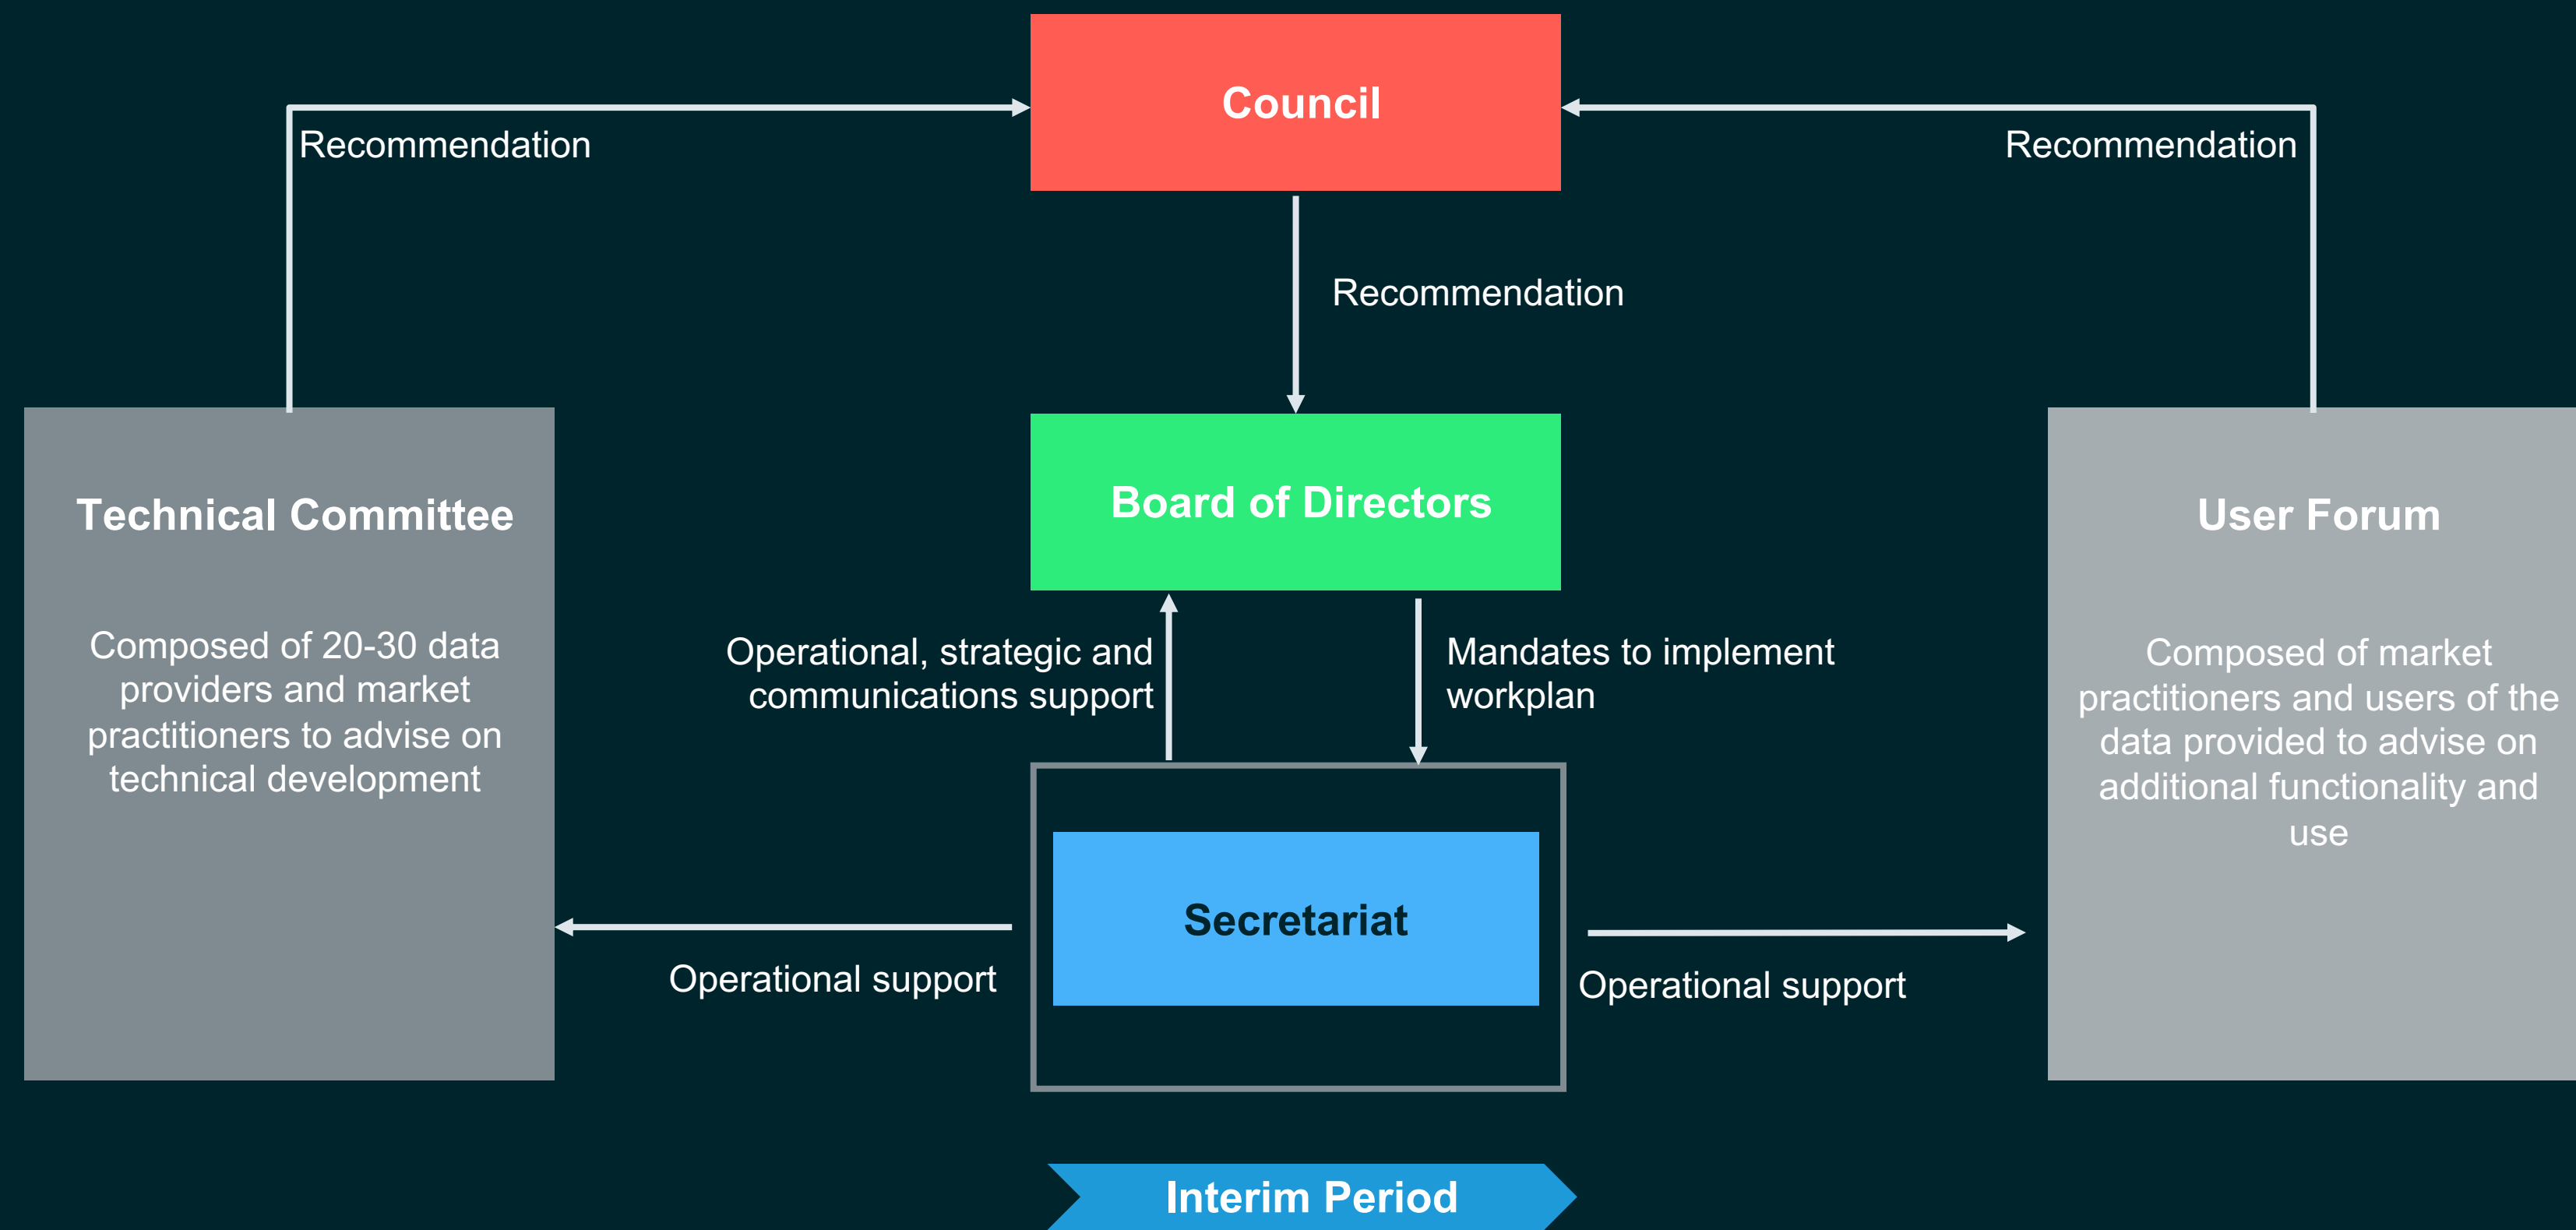 Council
Recommendation
Recommendation
Recommendation
Technical Committee
Composed of 20-30 data
providers and market
practitioners to advise on
technical development
Board of Directors
User Forum
Composed of market
practitioners and users of the
data provided to advise on
additional functionality and
use
Operational, strategic and
communications support
Mandates to implement
workplan
Secretariat
Operational support
Operational support
Interim Period